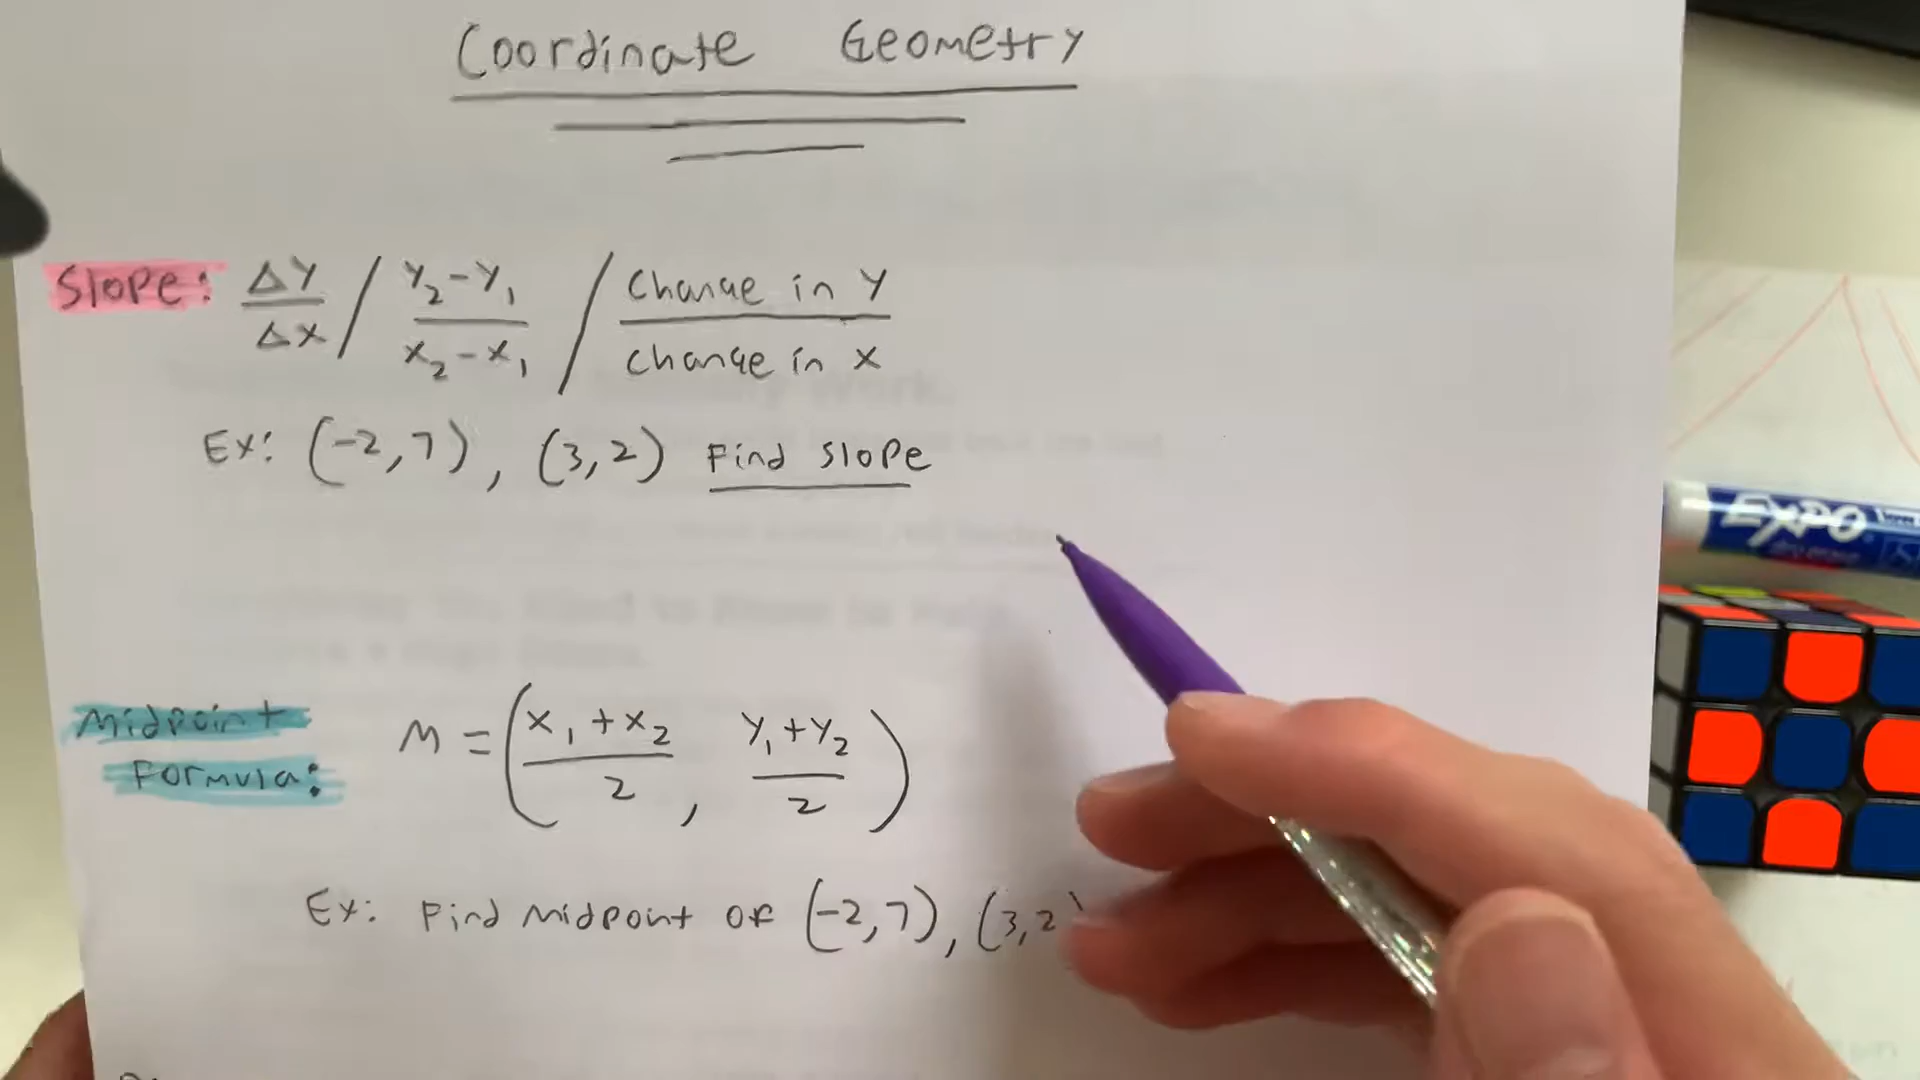 Coordinate Geometry
Slope: ΔY/ΔX / Y₂-Y₁/X₂-X₁ / Change in Y/change in X
Ex: (-2,7), (3,2) Find Slope
Midpoint Formula: M = (X₁+X₂/2, Y₁+Y₂/2)
Ex: Find midpoint of (-2,7), (3,2)
EXPO